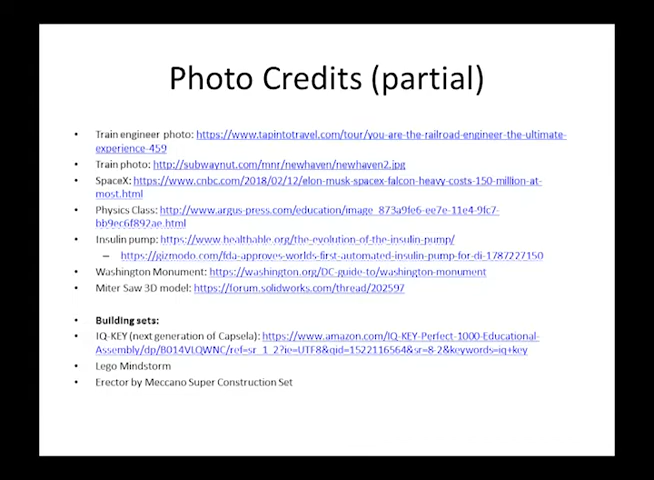 Photo Credits (partial)
• Train engineer photo: https://www.tapintotravel.com/tour/you-are-the-railroad-engineer-the-ultimate-
experience-459
• Train photo: http://subwaynut.com/mnr/newhaven/newhaven2.jpg
• SpaceX: https://www.cnbc.com/2018/02/12/elon-musk-spacex-falcon-heavy-costs-150-million-at-
most.html
• Physics Class: http://www.argus-press.com/education/image_873a9fe6-ee7e-11e4-9fc7-
bb9ec6f892ae.html
• Insulin pump: https://www.healthable.org/the-evolution-of-the-insulin-pump/
– https://gizmodo.com/fda-approves-worlds-first-automated-insulin-pump-for-di-1787227150
• Washington Monument: https://washington.org/DC-guide-to/washington-monument
• Miter Saw 3D model: https://forum.solidworks.com/thread/202597
• Building sets:
• IQ-KEY (next generation of Capsela): https://www.amazon.com/IQ-KEY-Perfect-1000-Educational-
Assembly/dp/B014VLQWNC/ref=sr_1_2?ie=UTF8&qid=1522116564&sr=8-2&keywords=iq+key
• Lego Mindstorm
• Erector by Meccano Super Construction Set